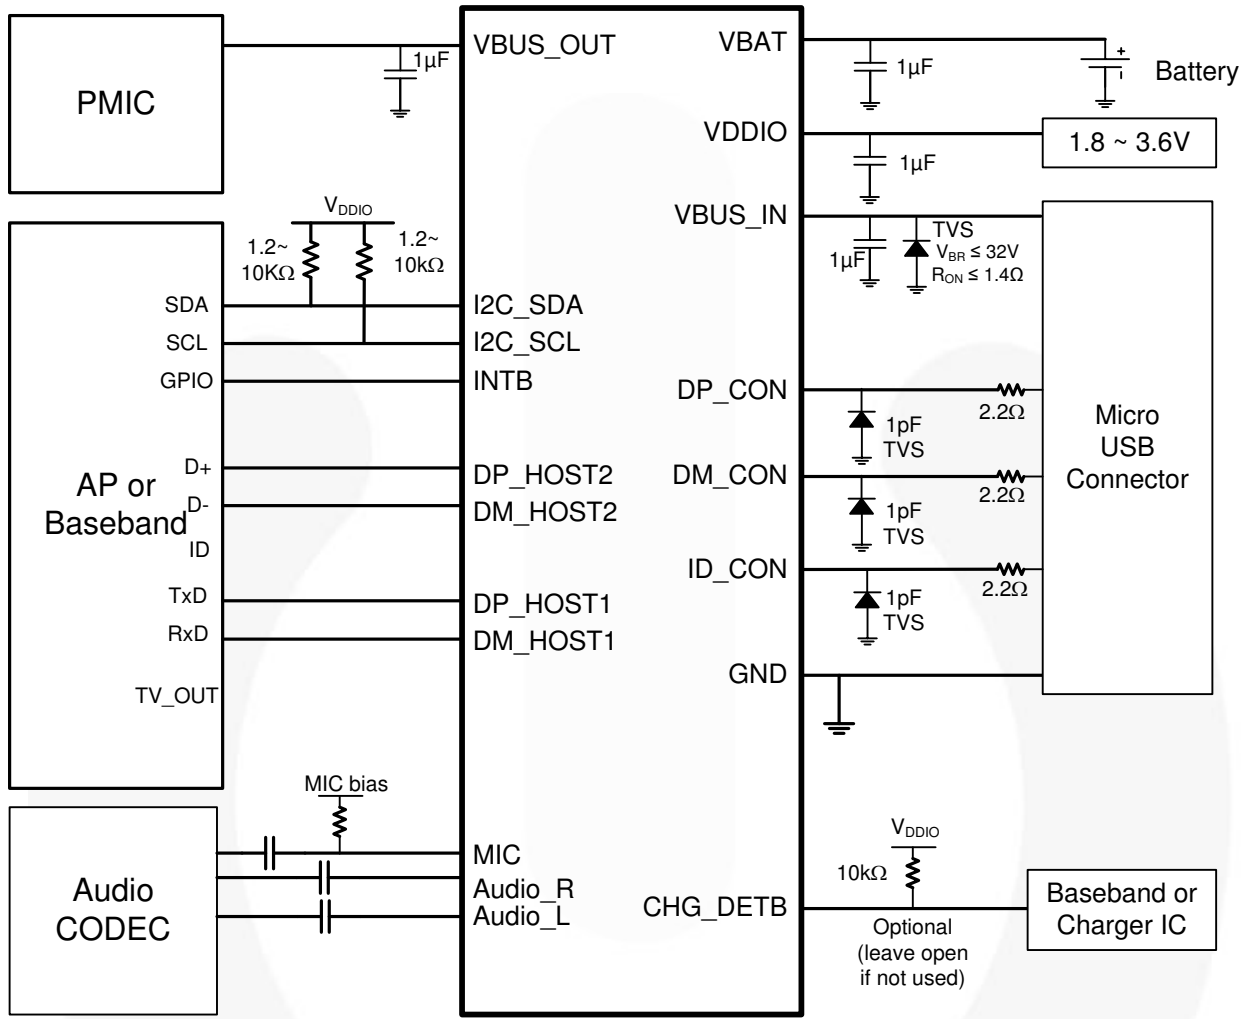 PMIC
1µF
VBUS_OUT
VBAT
1µF
+
-
Battery
VDDIO
1µF
1.8 ~ 3.6V
VBUS_IN
1µF
TVS
VBR ≤ 32V
RON ≤ 1.4Ω
VDDIO
1.2~
10KΩ
1.2~
10kΩ
SDA
I2C_SDA
SCL
I2C_SCL
GPIO
INTB
AP or
Baseband
D+
DP_HOST2
D-
DM_HOST2
ID
TxD
DP_HOST1
RxD
DM_HOST1
TV_OUT
DP_CON
2.2Ω
1pF
TVS
DM_CON
2.2Ω
1pF
TVS
ID_CON
2.2Ω
1pF
TVS
GND
Micro
USB
Connector
MIC bias
Audio
CODEC
MIC
Audio_R
Audio_L
VDDIO
10kΩ
CHG_DETB
Optional
(leave open
if not used)
Baseband or
Charger IC